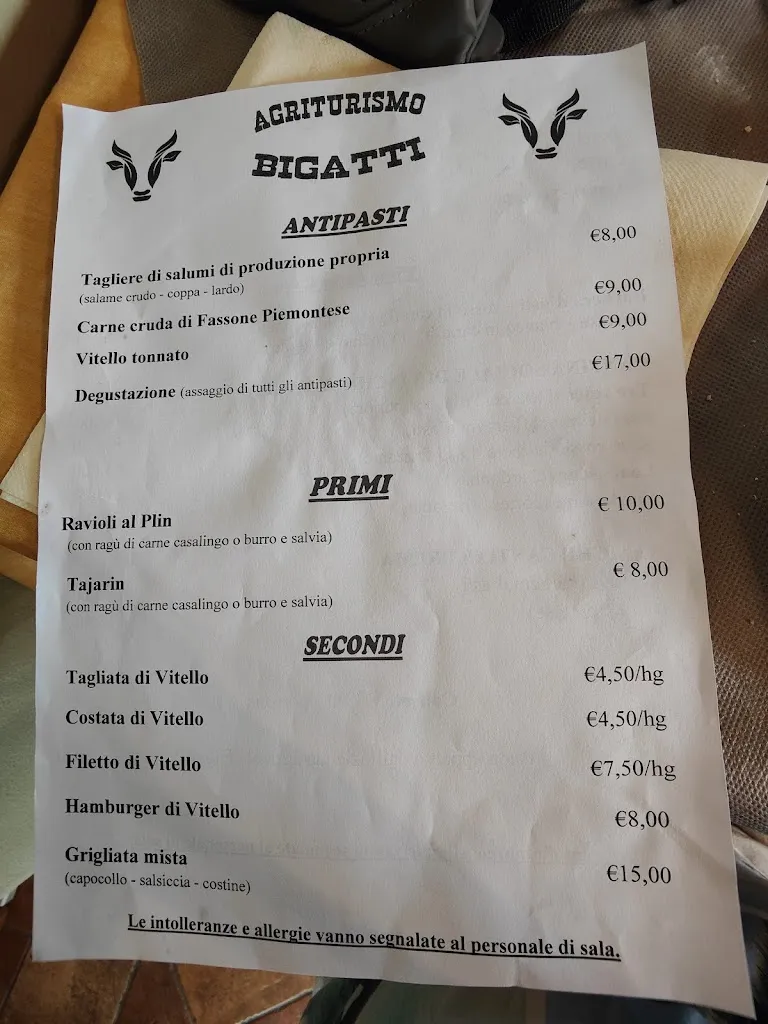 AGRITURISMO
BIGATTI
ANTIPASTI
Tagliere di salumi di produzione propria €8,00
(salame crudo - coppa - lardo)
Carne cruda di Fassone Piemontese €9,00
Vitello tonnato €9,00
Degustazione (assaggio di tutti gli antipasti) €17,00
PRIMI
Ravioli al Plin € 10,00
(con ragù di carne casalingo o burro e salvia)
Tajarin € 8,00
(con ragù di carne casalingo o burro e salvia)
SECONDI
Tagliata di Vitello €4,50/hg
Costata di Vitello €4,50/hg
Filetto di Vitello €7,50/hg
Hamburger di Vitello €8,00
Grigliata mista €15,00
(capocollo - salsiccia - costine)
Le intolleranze e allergie vanno segnalate al personale di sala.